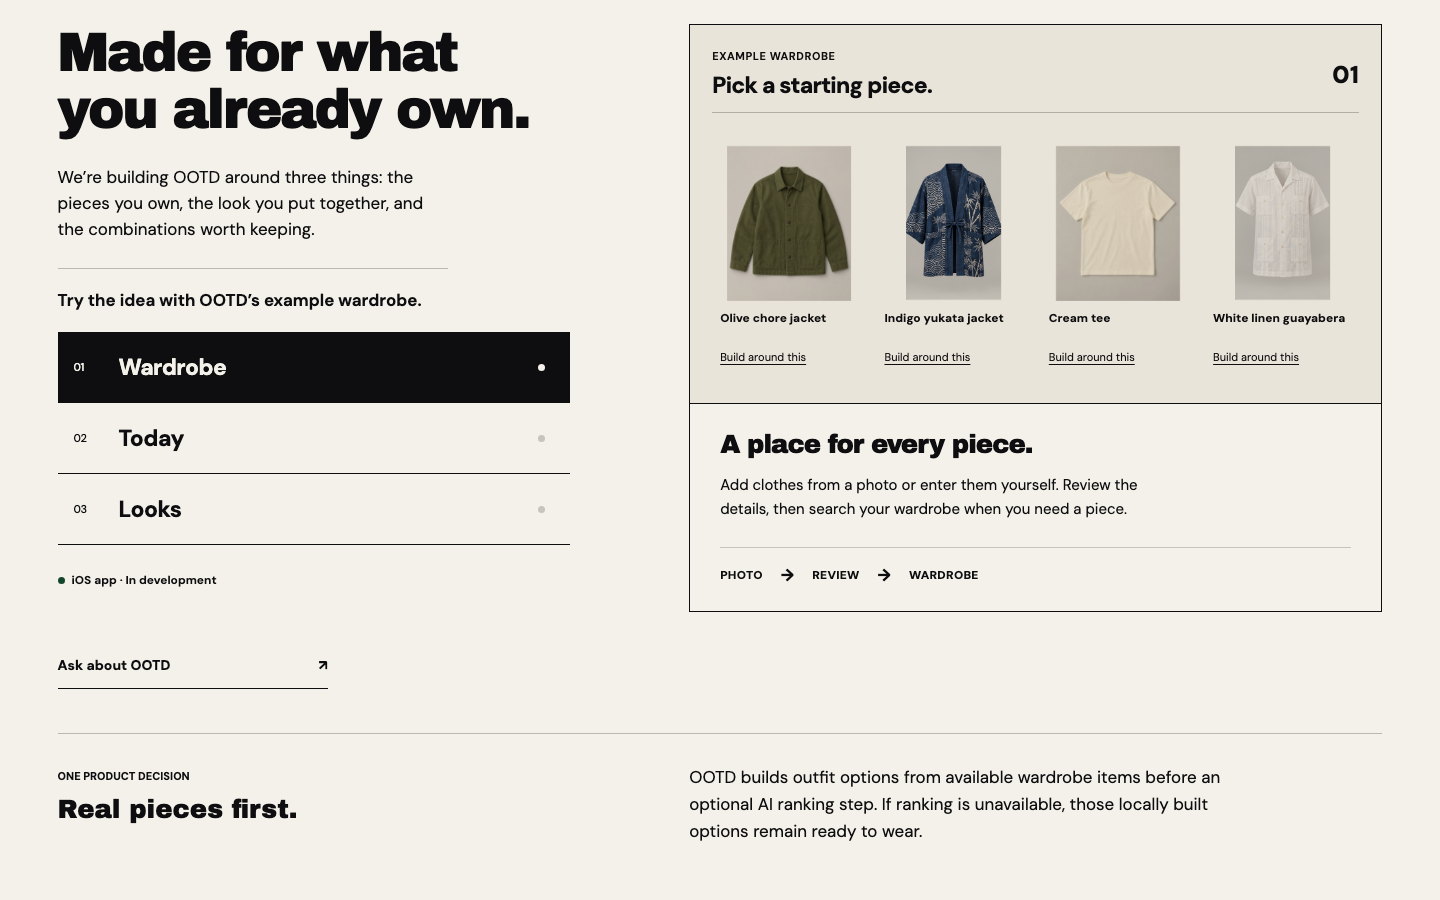 Made for what
you already own.
We’re building OOTD around three things: the
pieces you own, the look you put together, and
the combinations worth keeping.
Try the idea with OOTD’s example wardrobe.
01 Wardrobe
02 Today
03 Looks
iOS app · In development
Ask about OOTD
EXAMPLE WARDROBE
Pick a starting piece.
01
Olive chore jacket
Indigo yukata jacket
Cream tee
White linen guayabera
Build around this
Build around this
Build around this
Build around this
A place for every piece.
Add clothes from a photo or enter them yourself. Review the
details, then search your wardrobe when you need a piece.
PHOTO → REVIEW → WARDROBE
ONE PRODUCT DECISION
Real pieces first.
OOTD builds outfit options from available wardrobe items before an
optional AI ranking step. If ranking is unavailable, those locally built
options remain ready to wear.